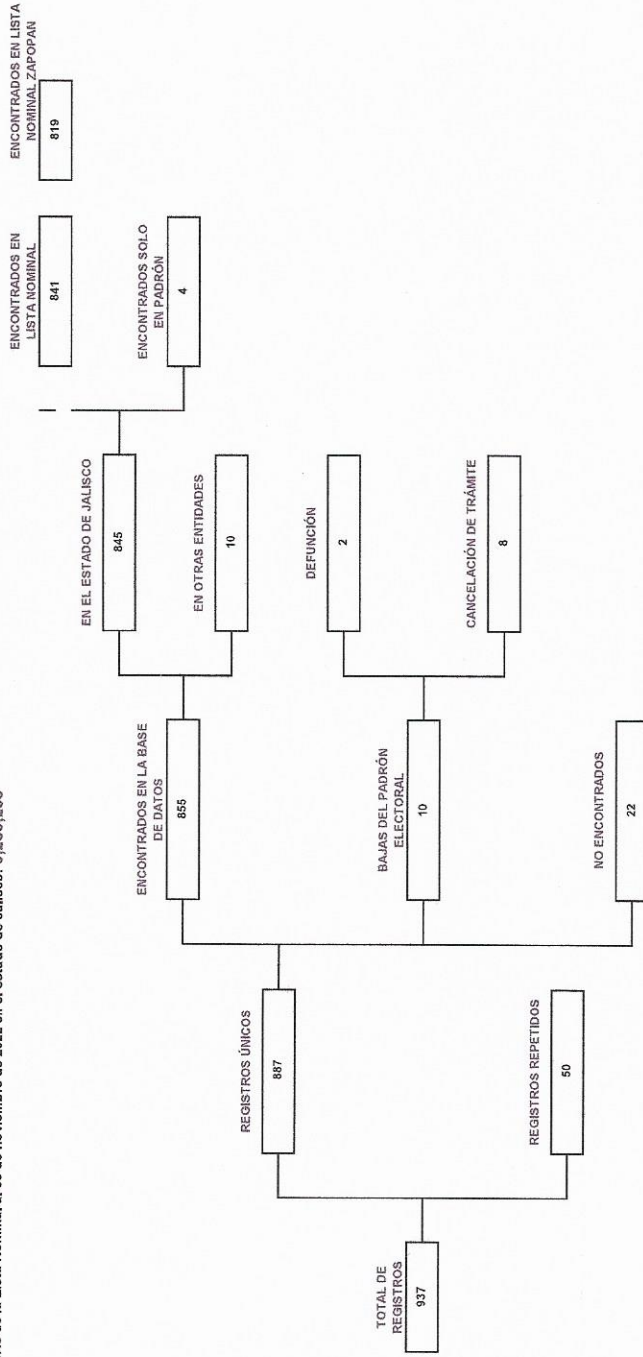 ENCONTRADOS EN LISTA
NOMINAL ZAPOPAN
819
ENCONTRADOS EN
LISTA NOMINAL
841
ENCONTRADOS SOLO
EN PADRÓN
4
EN EL ESTADO DE JALISCO
845
EN OTRAS ENTIDADES
10
DEFUNCIÓN
2
CANCELACIÓN DE TRÁMITE
8
ENCONTRADOS EN LA BASE
DE DATOS
855
BAJAS DEL PADRÓN
ELECTORAL
10
NO ENCONTRADOS
22
REGISTROS ÚNICOS
887
REGISTROS REPETIDOS
50
TOTAL DE
REGISTROS
937